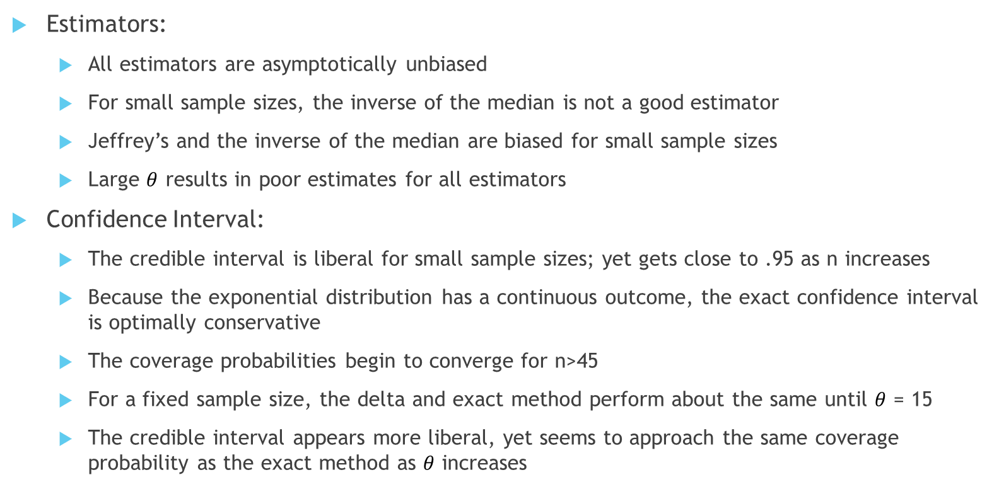 Estimators:
All estimators are asymptotically unbiased
For small sample sizes, the inverse of the median is not a good estimator
Jeffrey’s and the inverse of the median are biased for small sample sizes
Large θ results in poor estimates for all estimators
Confidence Interval:
The credible interval is liberal for small sample sizes; yet gets close to .95 as n increases
Because the exponential distribution has a continuous outcome, the exact confidence interval
is optimally conservative
The coverage probabilities begin to converge for n>45
For a fixed sample size, the delta and exact method perform about the same until θ = 15
The credible interval appears more liberal, yet seems to approach the same coverage
probability as the exact method as θ increases